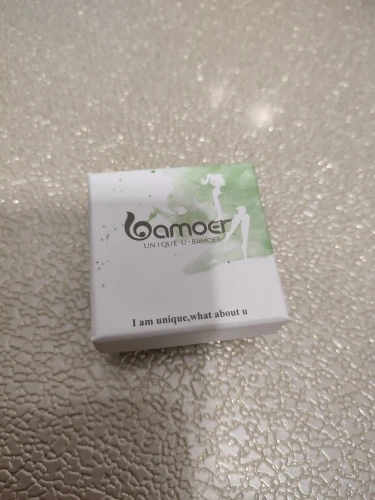 bamoer
UNIQUE U · BAMOER
I am unique,what about u